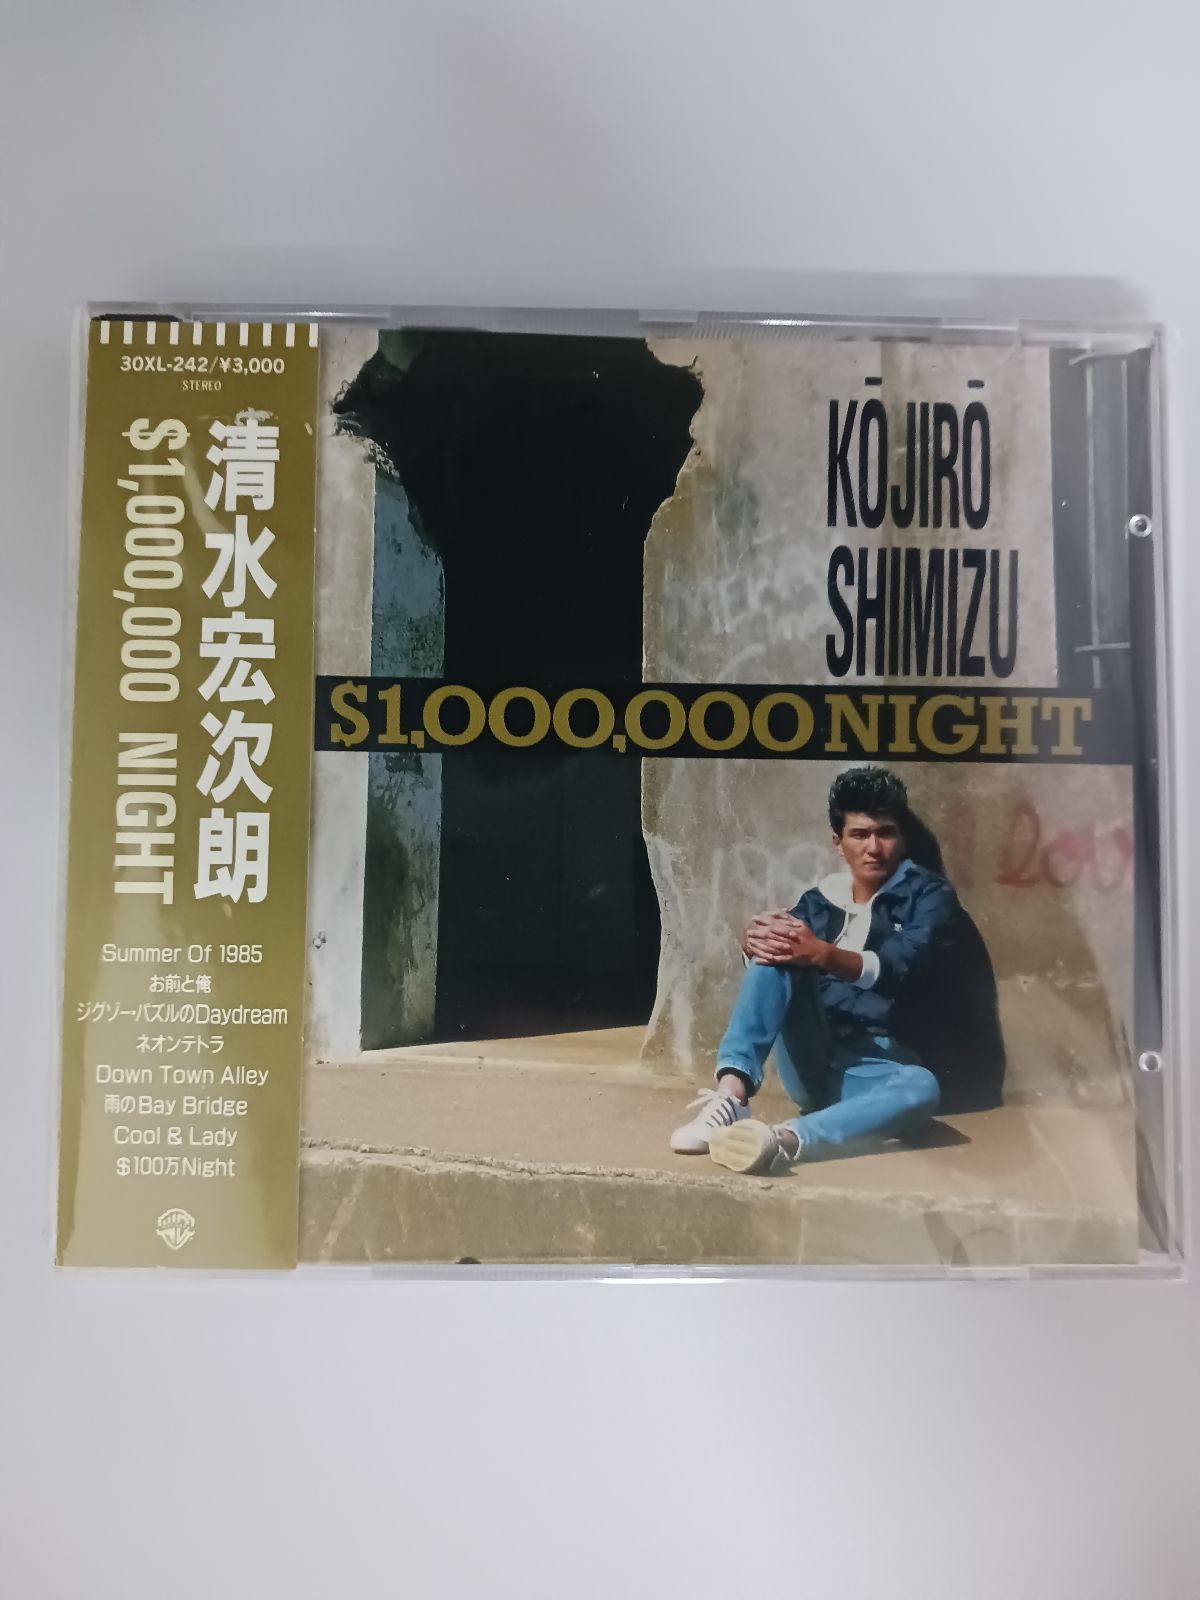 30XL-242/¥3,000
STEREO
清水宏次朗
$1,000,000 NIGHT
Summer Of 1985
お前と俺
ジグゾー・パズルのDaydream
ネオンテトラ
Down Town Alley
雨のBay Bridge
Cool & Lady
$100万Night
KŌJIRŌ
SHIMIZU
$1,000,000 NIGHT